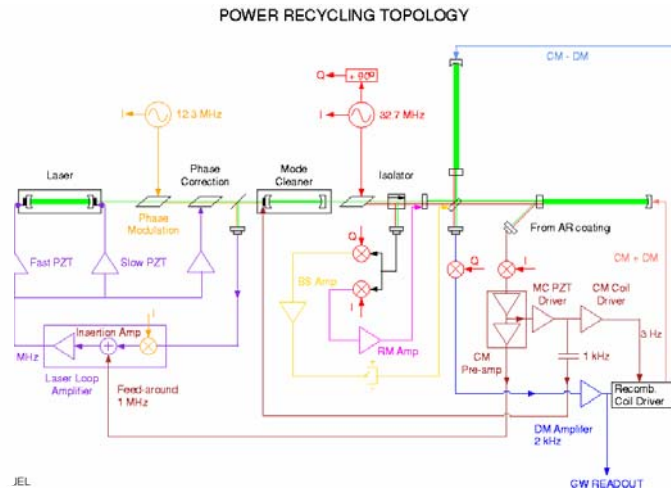 POWER RECYCLING TOPOLOGY
CM - DM
Q
+ 90º
I
12.3 MHz
I
32.7 MHz
Laser
Phase
Correction
Mode
Cleaner
Isolator
Phase
Modulation
From AR coating
CM + DM
Fast PZT
Slow PZT
Q
Q
I
BS Amp
MC PZT
Driver
CM Coil
Driver
I
Insertion Amp
I
RM Amp
MHz
CM
Pre-amp
1 kHz
3 Hz
Laser Loop
Amplifier
Feed-around
1 MHz
Recomb.
Coil Driver
DM Amplifer
2 kHz
JEL
GW READOUT